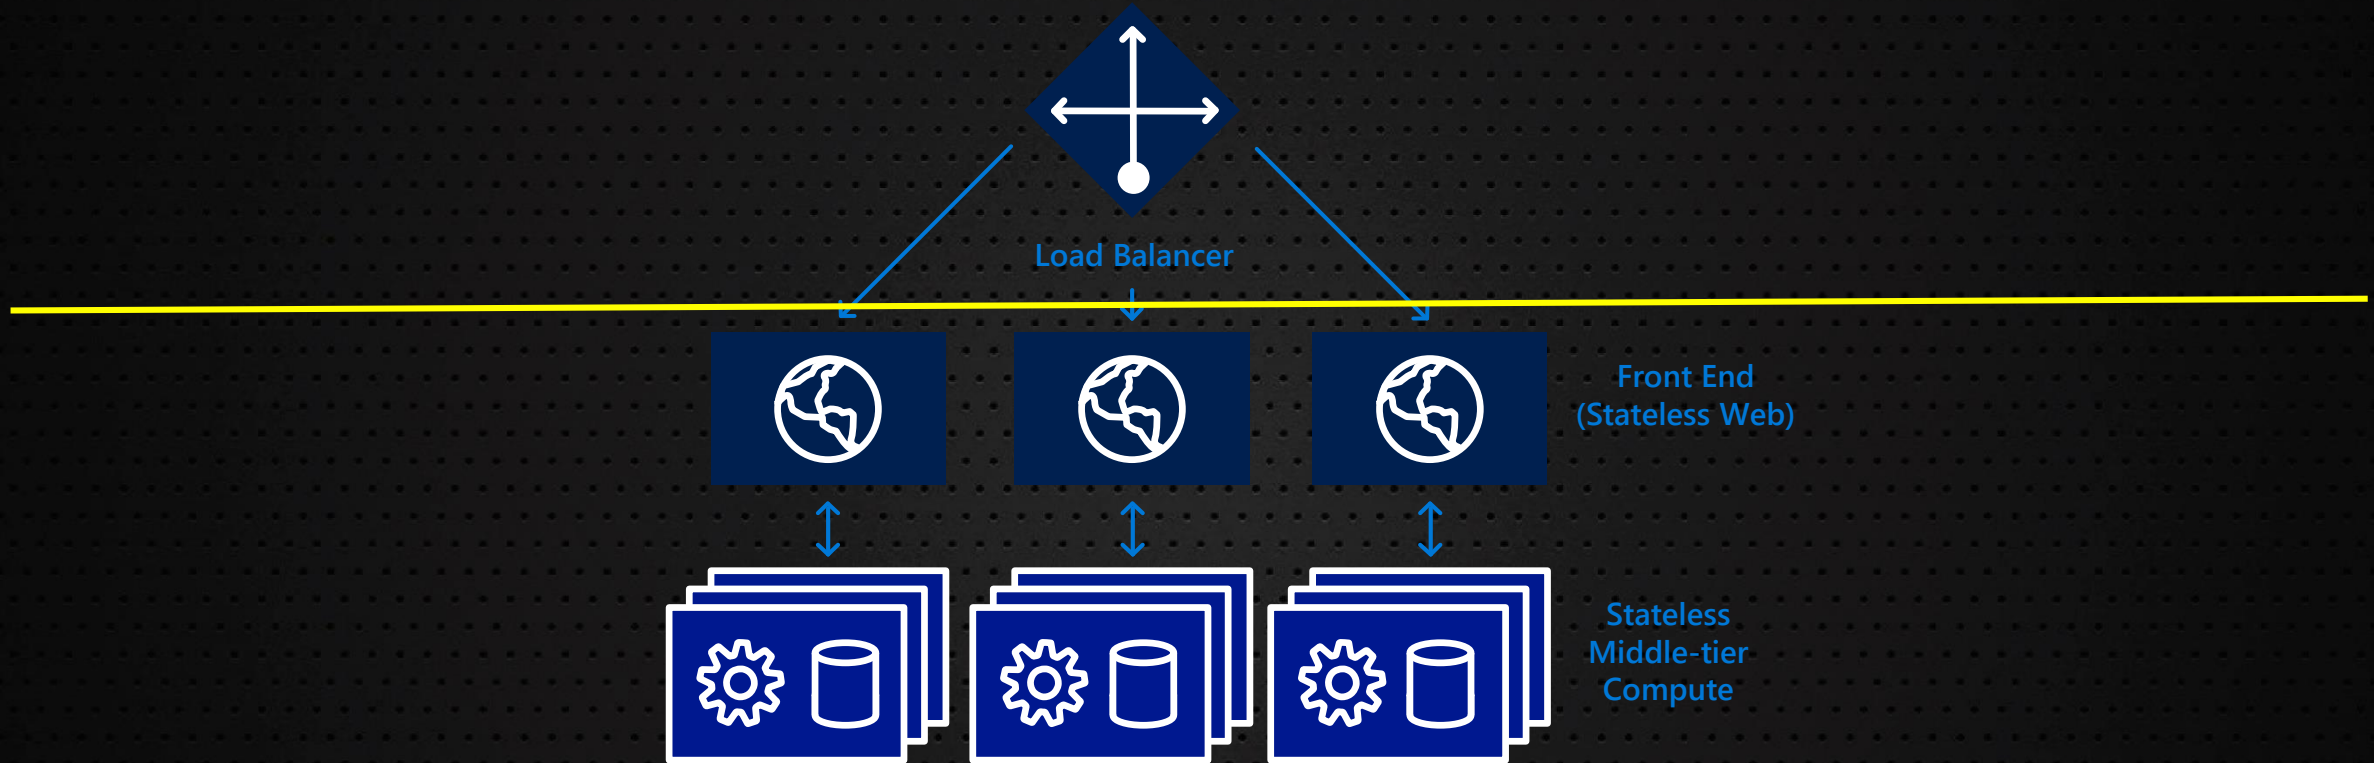 Load Balancer
Front End
(Stateless Web)
Stateless
Middle-tier
Compute